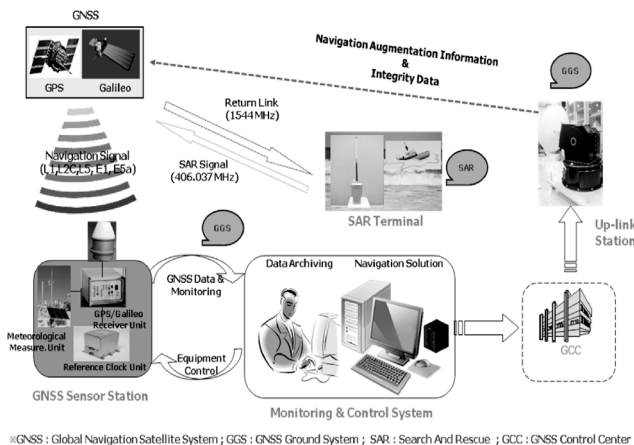 GNSS
GPS
Galileo
Navigation Augmentation Information
&
Integrity Data
GGS
Return Link
(1544 MHz)
SAR Signal
(406.037 MHz)
Navigation Signal
(L1,L2C,L5, E1, E5a)
SAR
SAR Terminal
Up-link
Station
GGS
GNSS Data &
Monitoring
Data Archiving
Navigation Solution
GPS/Galileo
Receiver Unit
Meteorological
Measure. Unit
Reference Clock Unit
Equipment
Control
GCC
GNSS Sensor Station
Monitoring & Control System
※GNSS : Global Navigation Satellite System ; GGS : GNSS Ground System ; SAR : Search And Rescue ; GCC : GNSS Control Center